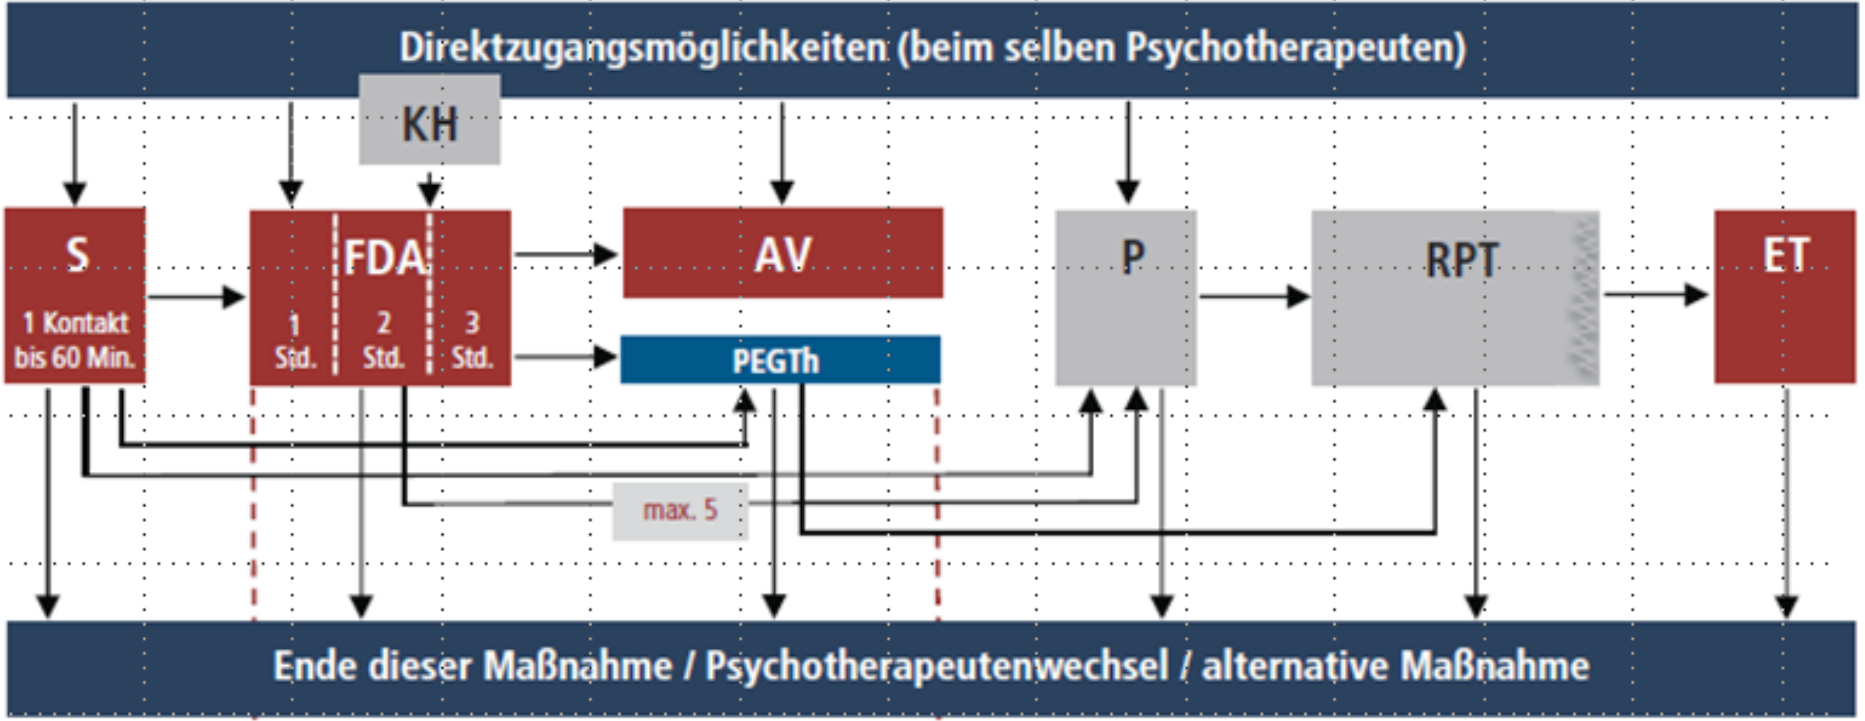 Direktzugangsmöglichkeiten (beim selben Psychotherapeuten)
KH
S
1 Kontakt
bis 60 Min.
FDA
1
Std.
2
Std.
3
Std.
AV
PEGTh
P
RPT
ET
max. 5
Ende dieser Maßnahme / Psychotherapeutenwechsel / alternative Maßnahme